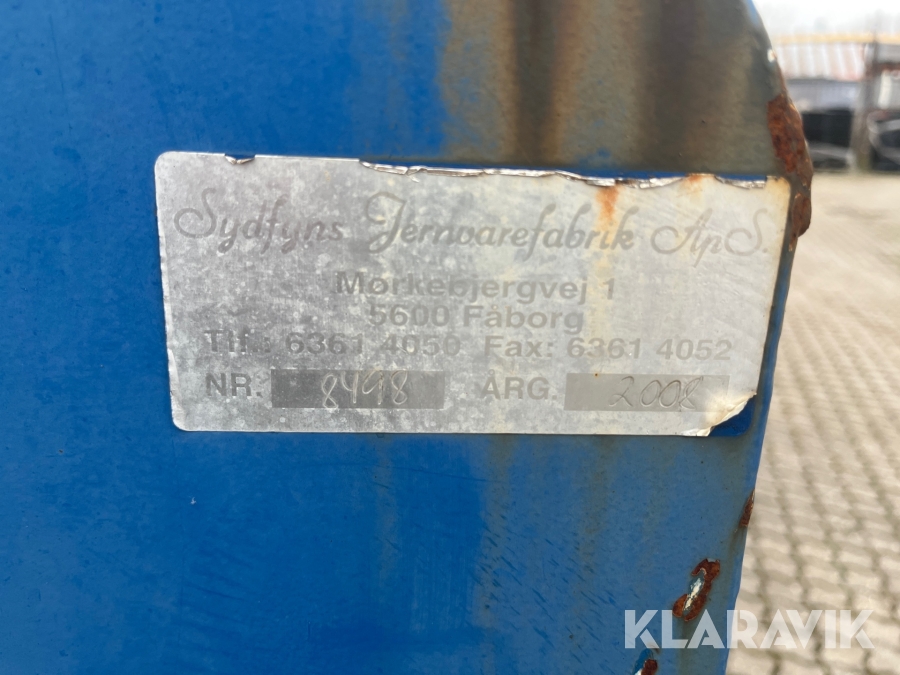 Sydfyns Jernvarefabrik ApS.
Mørkebjergvej 1
5600 Fåborg
Tlf.: 6361 4050 Fax: 6361 4052
NR. 8498 ÅRG. 2008
KLARAVIK